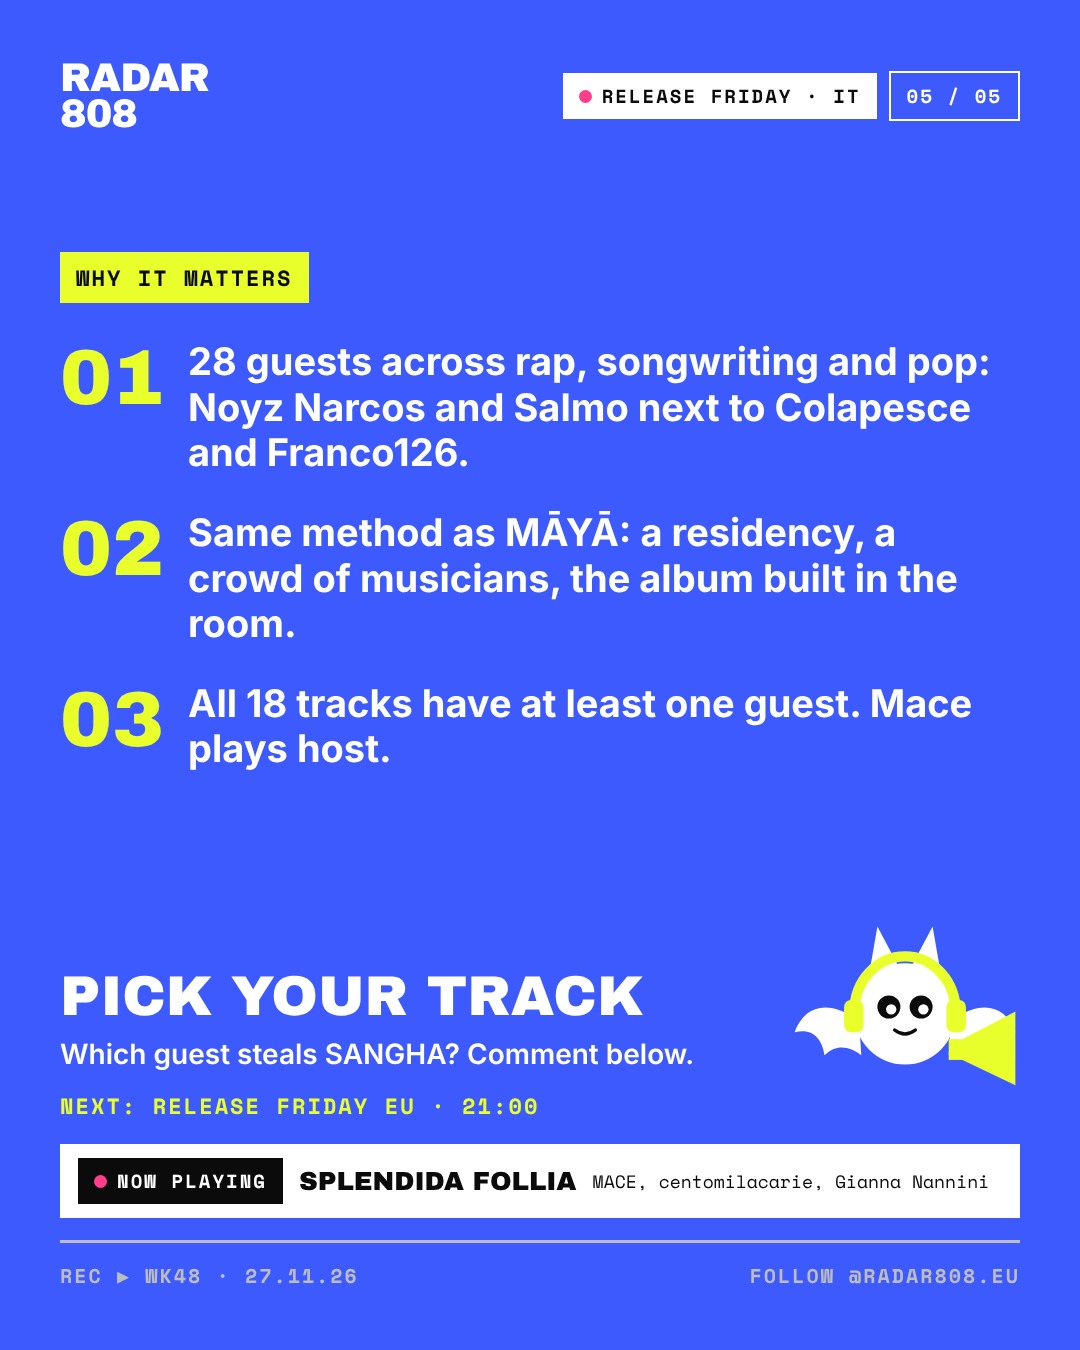 RADAR
808
RELEASE FRIDAY · IT
05 / 05
WHY IT MATTERS
01
28 guests across rap, songwriting and pop:
Noyz Narcos and Salmo next to Colapesce
and Franco126.
02
Same method as MĀYĀ: a residency, a
crowd of musicians, the album built in the
room.
03
All 18 tracks have at least one guest. Mace
plays host.
PICK YOUR TRACK
Which guest steals SANGHA? Comment below.
NEXT: RELEASE FRIDAY EU · 21:00
NOW PLAYING
SPLENDIDA FOLLIA
MACE, centomilacarie, Gianna Nannini
REC ▶ WK48 · 27.11.26
FOLLOW @RADAR808.EU